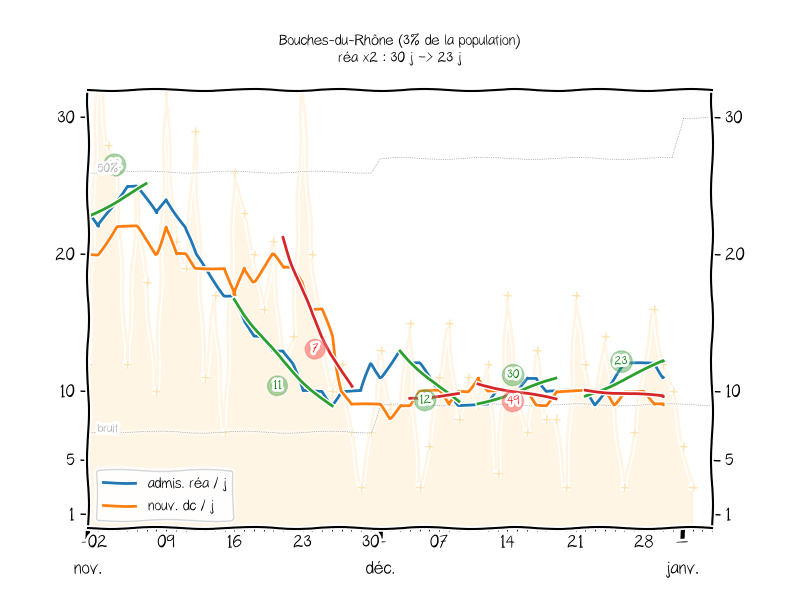 Bouches-du-Rhône (3% de la population)
réa x2 : 30 j -> 23 j
30
30
50%
20
20
7
23
30
11
12
49
10
10
bruit
5
5
admis. réa / j
nouv. dc / j
1
1
02 09 16 23 30 07 14 21 28
nov. déc. janv.